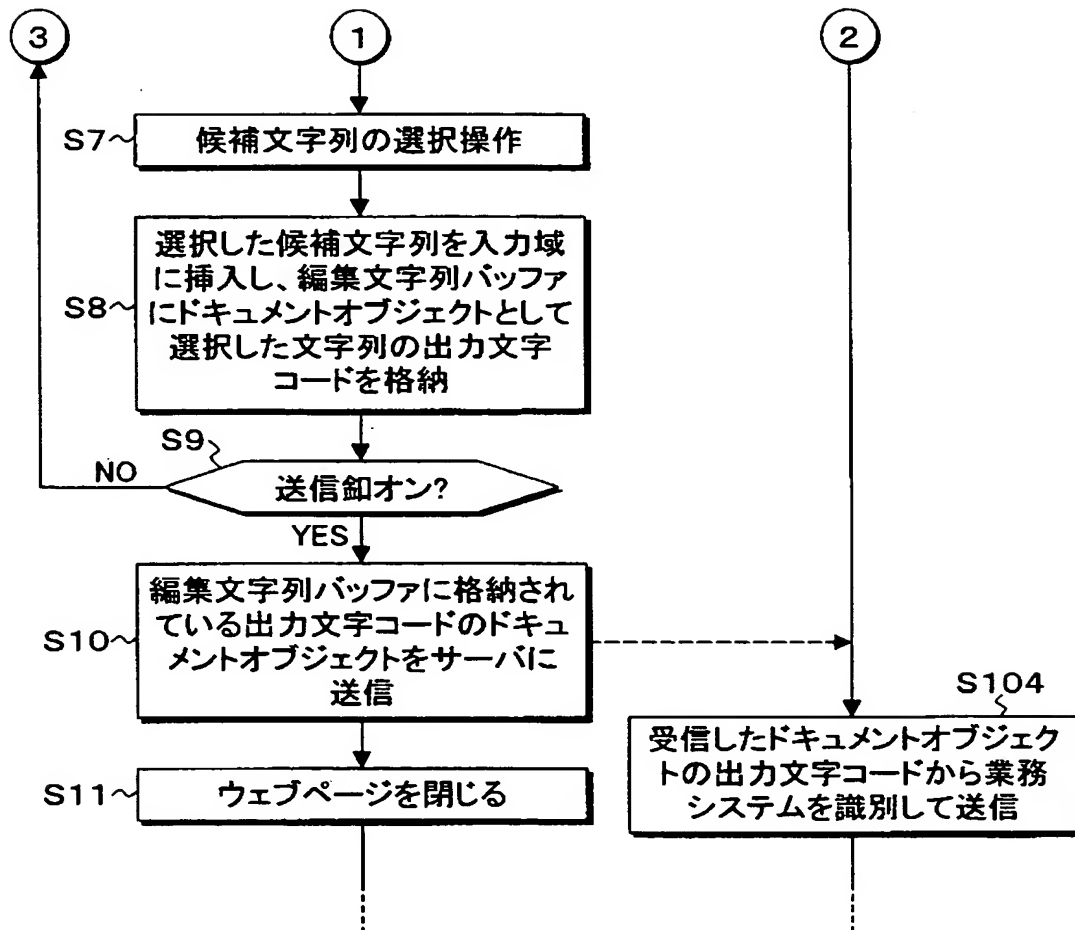 3
1
2
S7
候補文字列の選択操作
S8
選択した候補文字列を入力域
に挿入し、編集文字列バッファ
にドキュメントオブジェクトとして
選択した文字列の出力文字
コードを格納
S9
NO
送信釦オン?
YES
S10
編集文字列バッファに格納され
ている出力文字コードのドキュ
メントオブジェクトをサーバに
送信
S104
受信したドキュメントオブジェク
トの出力文字コードから業務
システムを識別して送信
S11
ウェブページを閉じる